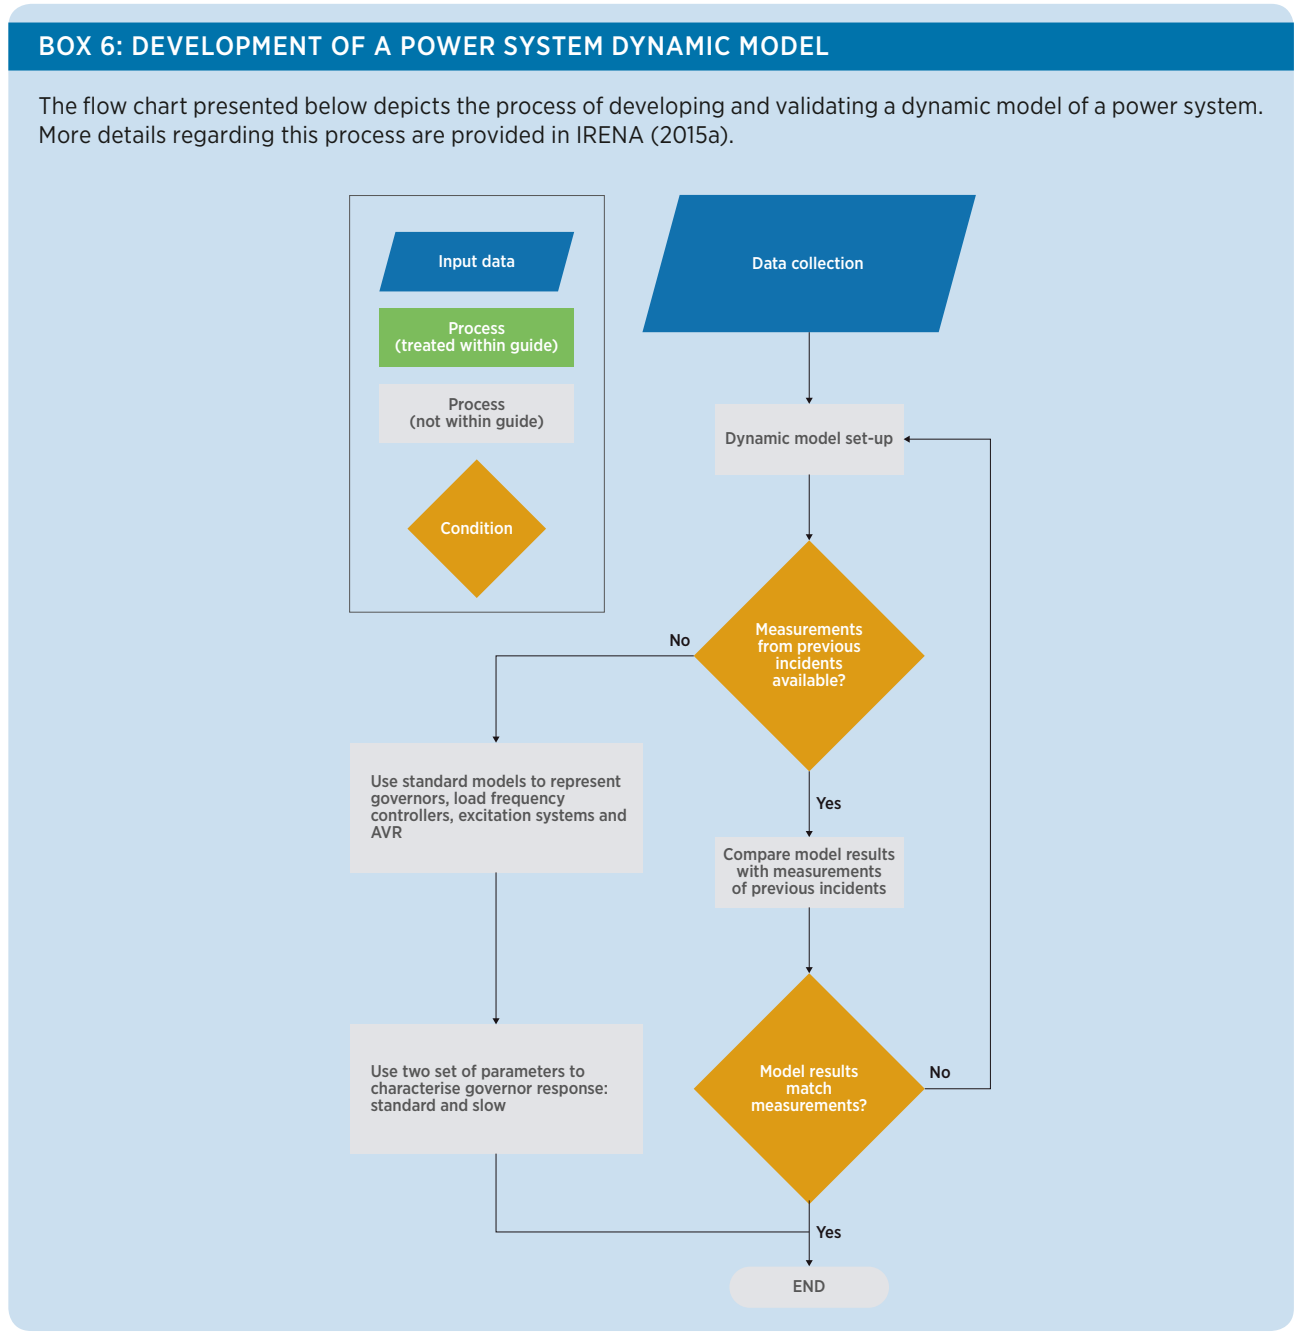 BOX 6: DEVELOPMENT OF A POWER SYSTEM DYNAMIC MODEL
The flow chart presented below depicts the process of developing and validating a dynamic model of a power system.
More details regarding this process are provided in IRENA (2015a).
Input data
Process
(treated within guide)
Process
(not within guide)
Condition
Data collection
Dynamic model set-up
Measurements
from previous
incidents
available?
No
Use standard models to represent
governors, load frequency
controllers, excitation systems and
AVR
Yes
Compare model results
with measurements
of previous incidents
Use two set of parameters to
characterise governor response:
standard and slow
Model results
match
measurements?
No
Yes
END